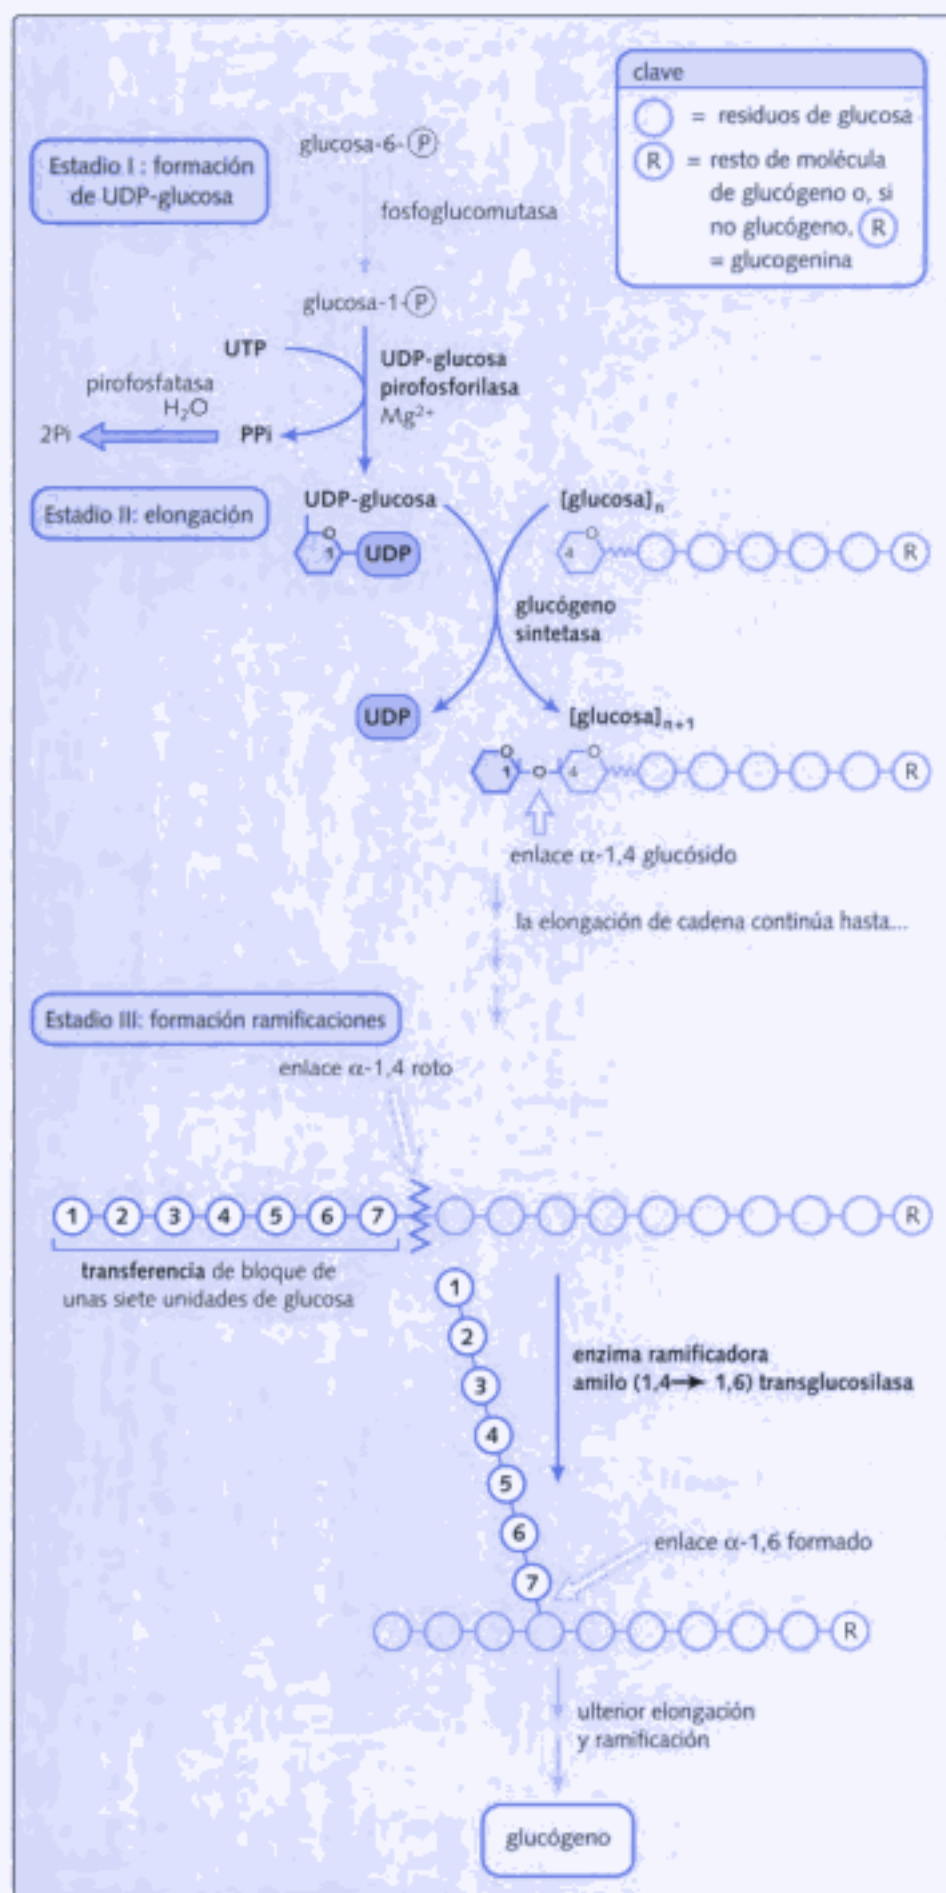 clave
= residuos de glucosa
R = resto de molécula
de glucógeno o, si
no glucógeno, R
= glucogenina
Estadio I : formación
de UDP-glucosa
glucosa-6-P
fosfoglucomutasa
glucosa-1-P
UTP
UDP-glucosa
pirofosforilasa
Mg2+
pirofosfatasa
H2O
2Pi
PPi
Estadio II: elongación
UDP-glucosa
[glucosa]n
O
1
UDP
O
4
R
glucógeno
sintetasa
UDP
[glucosa]n+1
O
1
O
O
4
R
enlace α-1,4 glucósido
la elongación de cadena continúa hasta...
Estadio III: formación ramificaciones
enlace α-1,4 roto
1 2 3 4 5 6 7 R
transferencia de bloque de
unas siete unidades de glucosa
1
2
3
4
5
6
7
enzima ramificadora
amilo (1,4→ 1,6) transglucosilasa
enlace α-1,6 formado
R
ulterior elongación
y ramificación
glucógeno